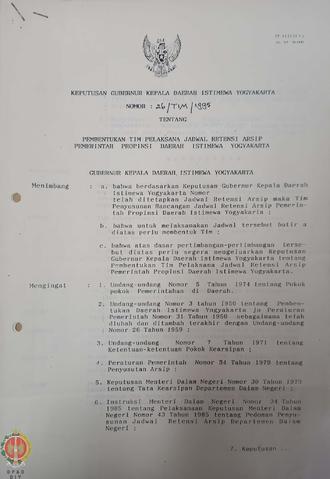 KEPUTUSAN GUBERNUR KEPALA DAERAH ISTIMEWA YOGYAKARTA
NOMOR : 26/TIM/1995
TENTANG
PEMBENTUKAN TIM PELAKSANA JADWAL RETENSI ARSIP
PEMERINTAH PROPINSI DAERAH ISTIMEWA YOGYAKARTA
GUBERNUR KEPALA DAERAH ISTIMEWA YOGYAKARTA
Menimbang : a. bahwa berdasarkan Keputusan Gubernur Kepala Daerah
Istimewa Yogyakarta Nomor
telah ditetapkan Jadwal Retensi Arsip maka Tim
Penyusunan Rancangan Jadwal Retensi Arsip Pemerin-
tah Propinsi Daerah Istimewa Yogyakarta ;
b. bahwa untuk melaksanakan Jadwal tersebut butir a
diatas perlu membentuk Tim ;
c. bahwa atas dasar pertimbangan-pertimbangan terse-
but diatas perlu segera mengeluarkan Keputusan
Gubernur Kepala Daerah Istimewa Yogyakarta tentang
Pembentukan Tim Pelaksana Jadwal Retensi Arsip
Pemerintah Propinsi Daerah Istimewa Yogyakarta.
Mengingat : 1. Undang-undang Nomor 5 Tahun 1974 tentang Pokok
pokok Pemerintahan di Daerah.
2. Undang-undang Nomor 3 tahun 1950 tentang Pemben-
tukan Daerah Istimewa Yogyakarta jo Peraturan
Pemerintah Nomor 31 Tahun 1950 sebagaimana telah
diubah dan ditambah terakhir dengan Undang-undang
Nomor 26 Tahun 1959 ;
3. Undang-undang Nomor 7 Tahun 1971 tentang
Ketentuan-ketentuan Pokok Kearsipan ;
4. Peraturan Pemerintah Nomor 34 Tahun 1979 tentang
Penyusutan Arsip ;
5. Keputusan Menteri Dalam Negeri Nomor 30 Tahun 1979
tentang Tata Kearsipan Departemen Dalam Negeri ;
6. Instruksi Menteri Dalam Negeri Nomor 34 Tahun
1985 tentang Pelaksanaan Keputusan Menteri Dalam
Negeri Nomor 43 Tahun 1985 tentang Pedoman Penyu-
sunan Jadwal Retensi Arsip Departemen Dalam
Negeri ;
7. Keputusan ...
DPAD
DIY